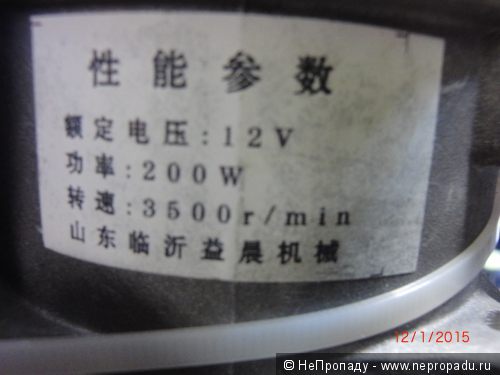 性能参数
额定电压:12V
功率:200W
转速:3500r/min
山东临沂益晨机械
12/1/2015
© НеПропаду - www.nepropadu.ru